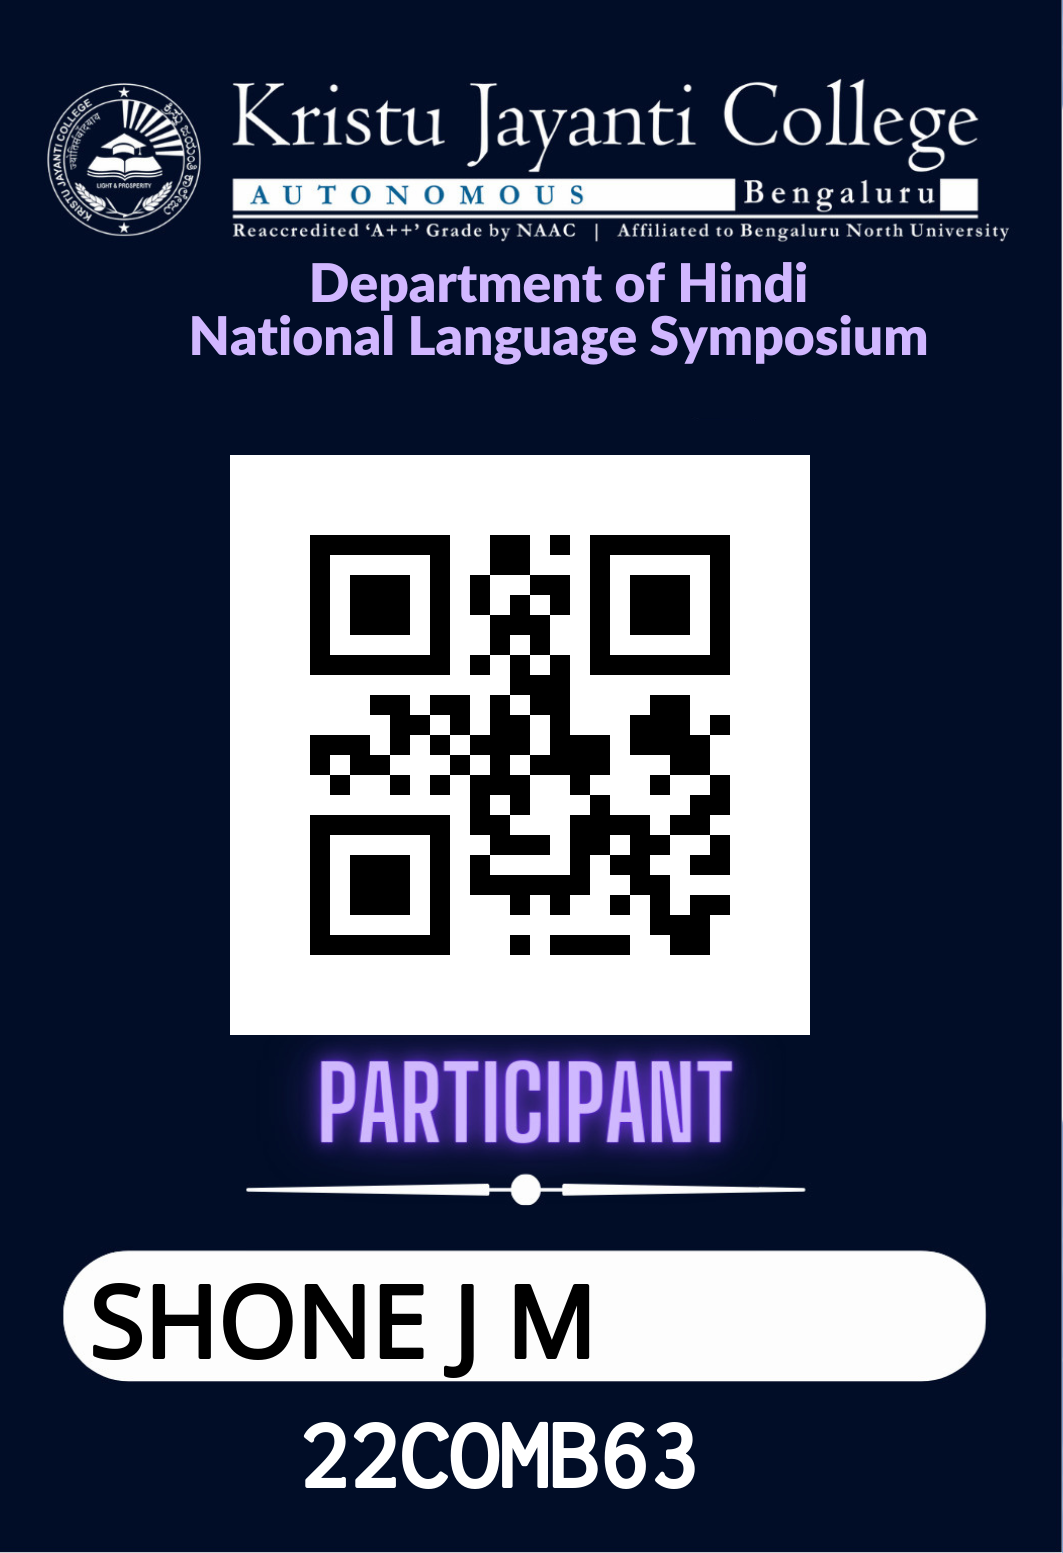 Kristu Jayanti College
AUTONOMOUS Bengaluru
Reaccredited ‘A++’ Grade by NAAC | Affiliated to Bengaluru North University
KRISTU JAYANTI COLLEGE
LIGHT & PROSPERITY
Department of Hindi
National Language Symposium
PARTICIPANT
SHONE J M
22COMB63